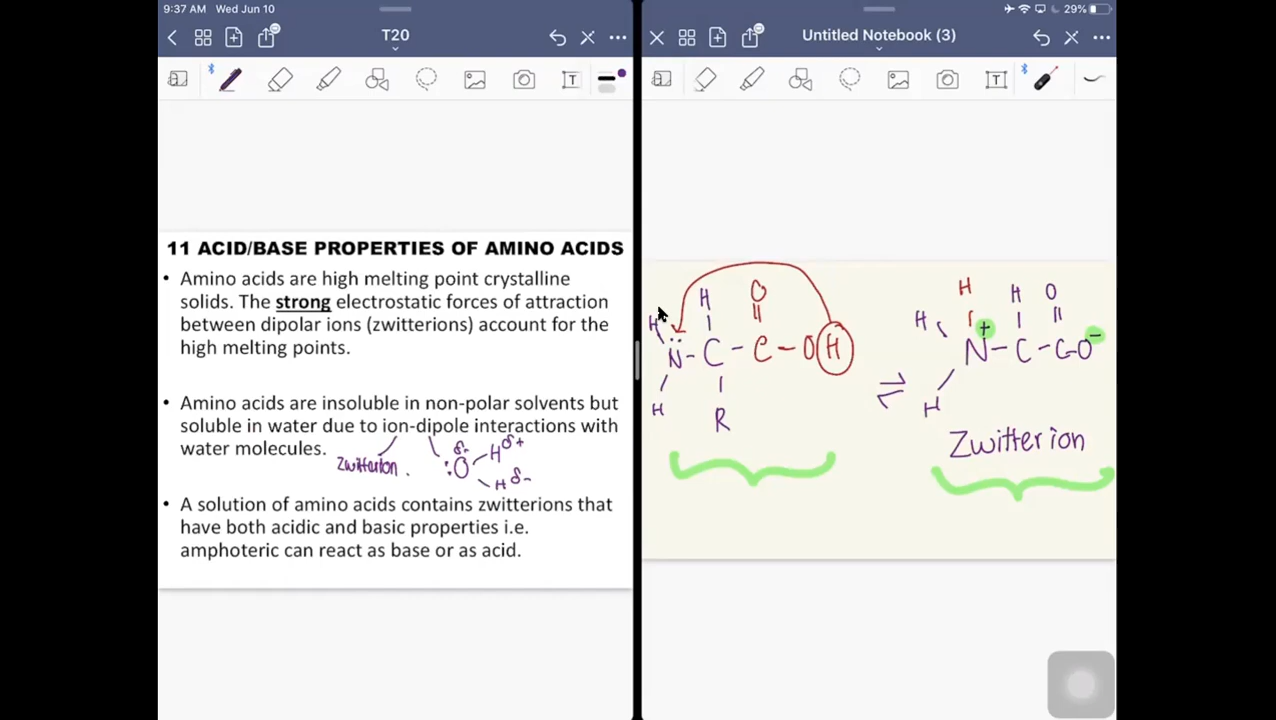 9:37 AM Wed Jun 10
29%
T20
Untitled Notebook (3)
11 ACID/BASE PROPERTIES OF AMINO ACIDS
• Amino acids are high melting point crystalline
solids. The strong electrostatic forces of attraction
between dipolar ions (zwitterions) account for the
high melting points.
• Amino acids are insoluble in non-polar solvents but
soluble in water due to ion-dipole interactions with
water molecules.
Zwitterion
δ-
O
H δ+
H δ-
• A solution of amino acids contains zwitterions that
have both acidic and basic properties i.e.
amphoteric can react as base or as acid.
H H O
N - C - C - O H
H R
⇌
H H O
H + −
N - C - C-O
H
Zwitterion